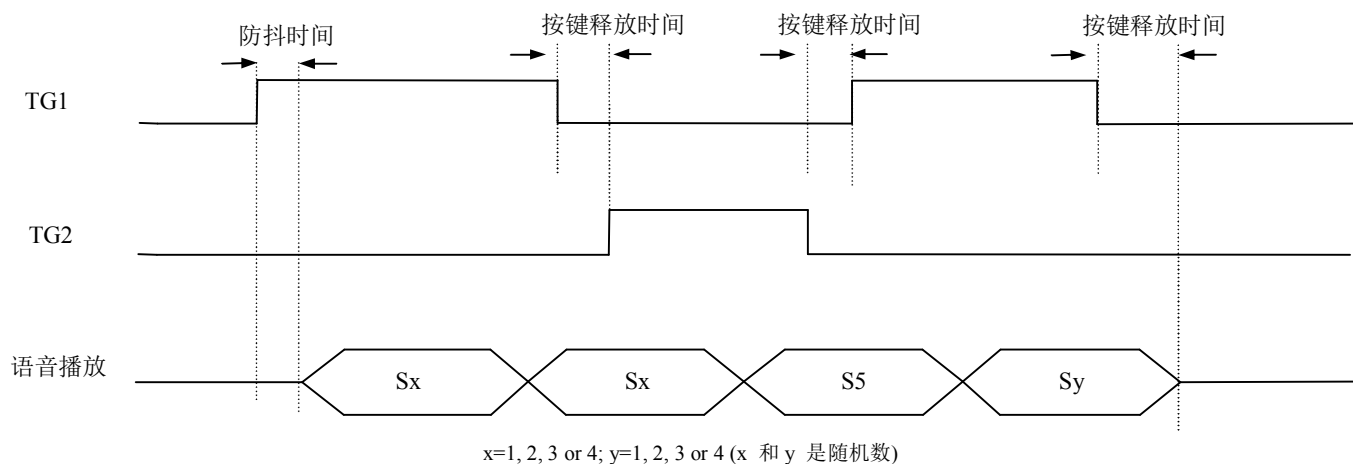 防抖时间
按键释放时间
按键释放时间
按键释放时间
TG1
TG2
语音播放
Sx
Sx
S5
Sy
x=1, 2, 3 or 4; y=1, 2, 3 or 4 (x 和 y 是随机数)